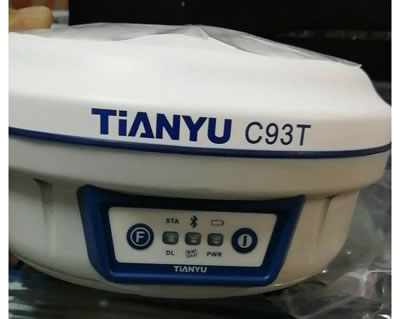 TiANYU C93T
STA
F
DL PWR
TiANYU